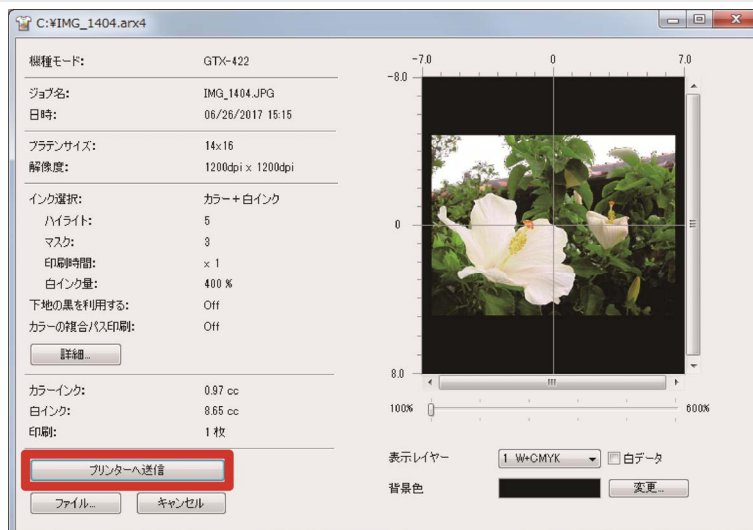 C:¥IMG_1404.arx4
機種モード: GTX-422
ジョブ名: IMG_1404.JPG
日時: 06/26/2017 15:15
プラテンサイズ: 14×16
解像度: 1200dpi x 1200dpi
インク選択: カラー+白インク
ハイライト: 5
マスク: 3
印刷時間: × 1
白インク量: 400 %
下地の黒を利用する: Off
カラーの複合パス印刷: Off
詳細...
カラーインク: 0.97 cc
白インク: 8.65 cc
印刷: 1 枚
プリンターへ送信
ファイル... キャンセル
-7.0 0 7.0
-8.0
0
8.0
100% 600%
表示レイヤー 1 W+CMYK 白データ
背景色 変更...